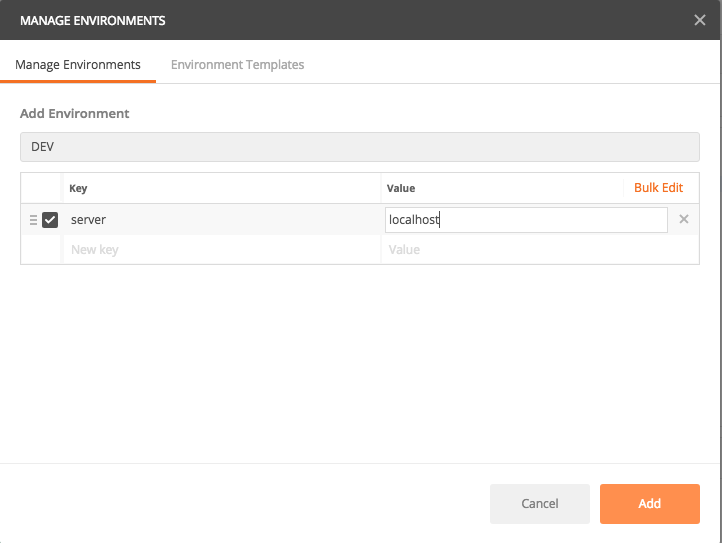 MANAGE ENVIRONMENTS
Manage Environments Environment Templates
Add Environment
DEV
Key Value Bulk Edit
server localhost
New key Value
Cancel Add